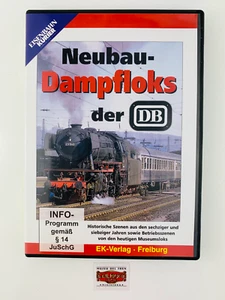 EISENBAHN
KURIER
Neubau-
Dampfloks
der DB
INFO-
Programm
gemäß
§ 14
JuSchG
Historische Szenen aus den sechziger und
siebziger Jahren sowie Betriebsszenen
von den heutigen Museumsloks
EK-Verlag - Freiburg